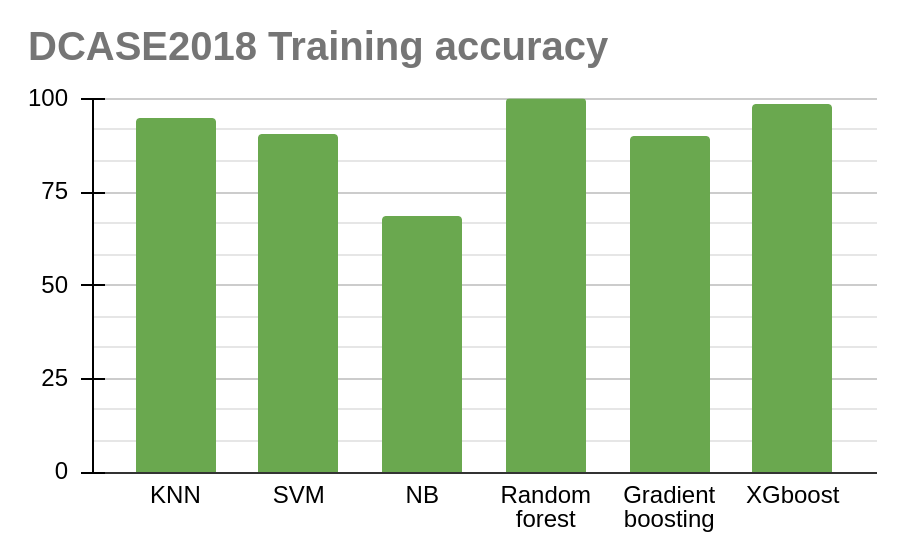 DCASE2018 Training accuracy
100
75
50
25
0
KNN
SVM
NB
Random
forest
Gradient
boosting
XGboost